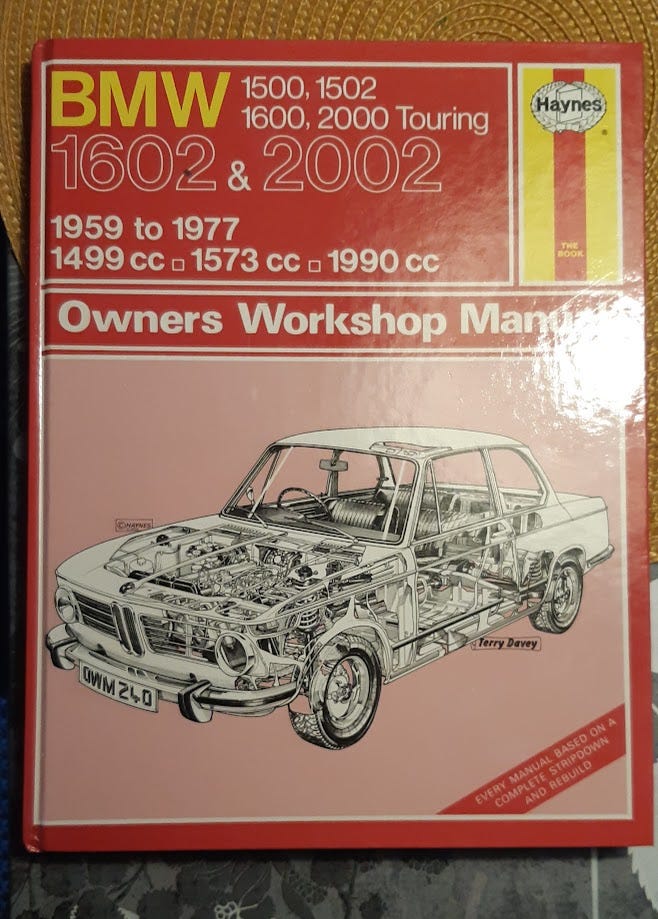 BMW 1500, 1502
1600, 2000 Touring
1602 & 2002
1959 to 1977
1499 cc □ 1573 cc □ 1990 cc
Haynes
®
THE
BOOK
Owners Workshop Manu
© HAYNES
Terry Davey
OWM 240
EVERY MANUAL BASED ON A
COMPLETE STRIPDOWN
AND REBUILD